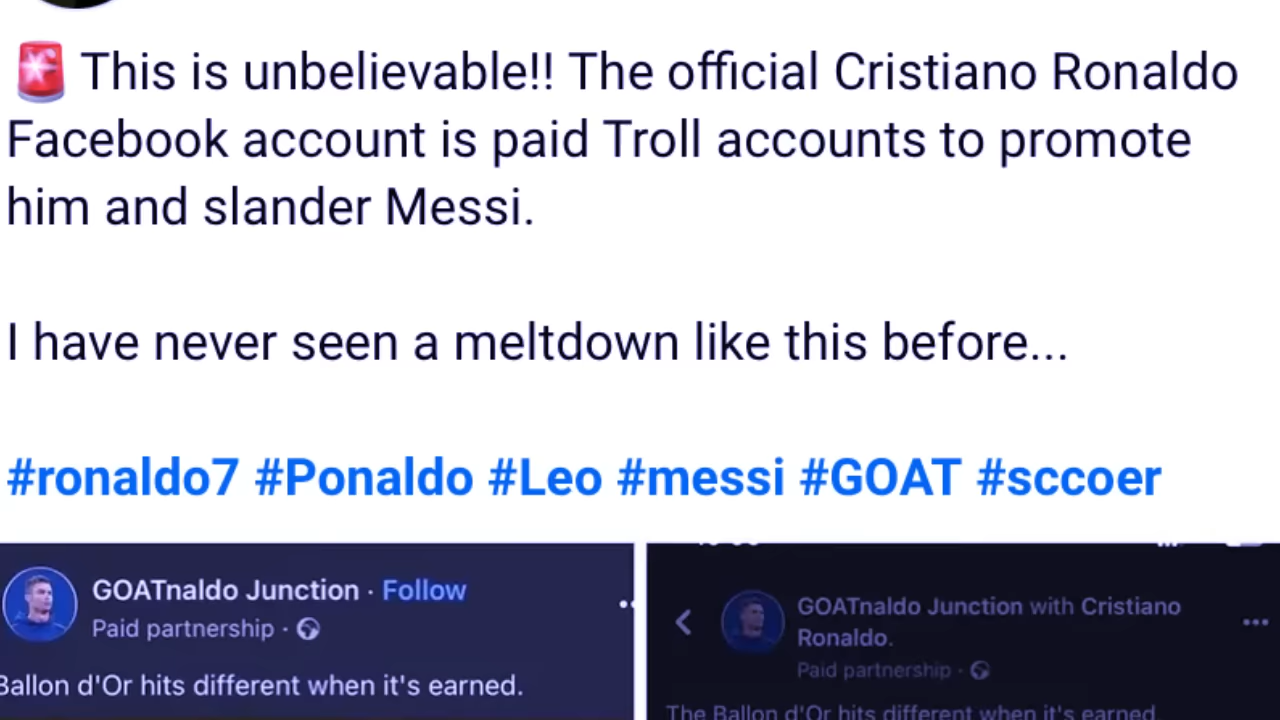 🚨 This is unbelievable!! The official Cristiano Ronaldo
Facebook account is paid Troll accounts to promote
him and slander Messi.
I have never seen a meltdown like this before...
#ronaldo7 #Ponaldo #Leo #messi #GOAT #sccoer
GOATnaldo Junction · Follow
Paid partnership ·
Ballon d'Or hits different when it's earned.
GOATnaldo Junction with Cristiano
Ronaldo.
Paid partnership ·
The Ballon d'Or hits different when it's earned.